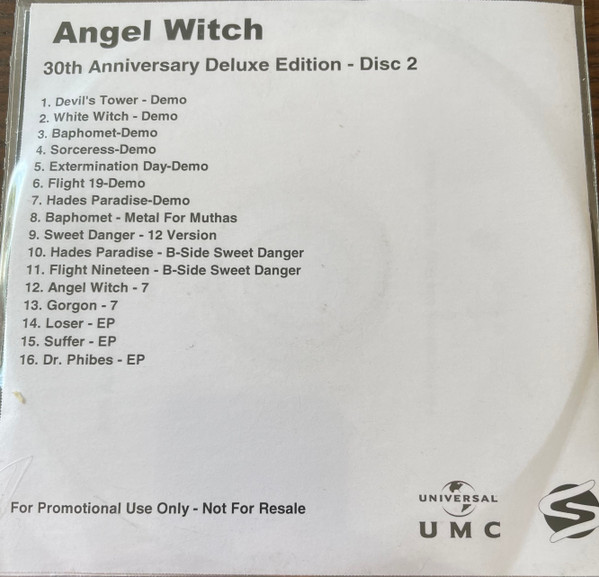 Angel Witch
30th Anniversary Deluxe Edition - Disc 2
1. Devil's Tower - Demo
2. White Witch - Demo
3. Baphomet-Demo
4. Sorceress-Demo
5. Extermination Day-Demo
6. Flight 19-Demo
7. Hades Paradise-Demo
8. Baphomet - Metal For Muthas
9. Sweet Danger - 12 Version
10. Hades Paradise - B-Side Sweet Danger
11. Flight Nineteen - B-Side Sweet Danger
12. Angel Witch - 7
13. Gorgon - 7
14. Loser - EP
15. Suffer - EP
16. Dr. Phibes - EP
For Promotional Use Only - Not For Resale
UNIVERSAL
UMC